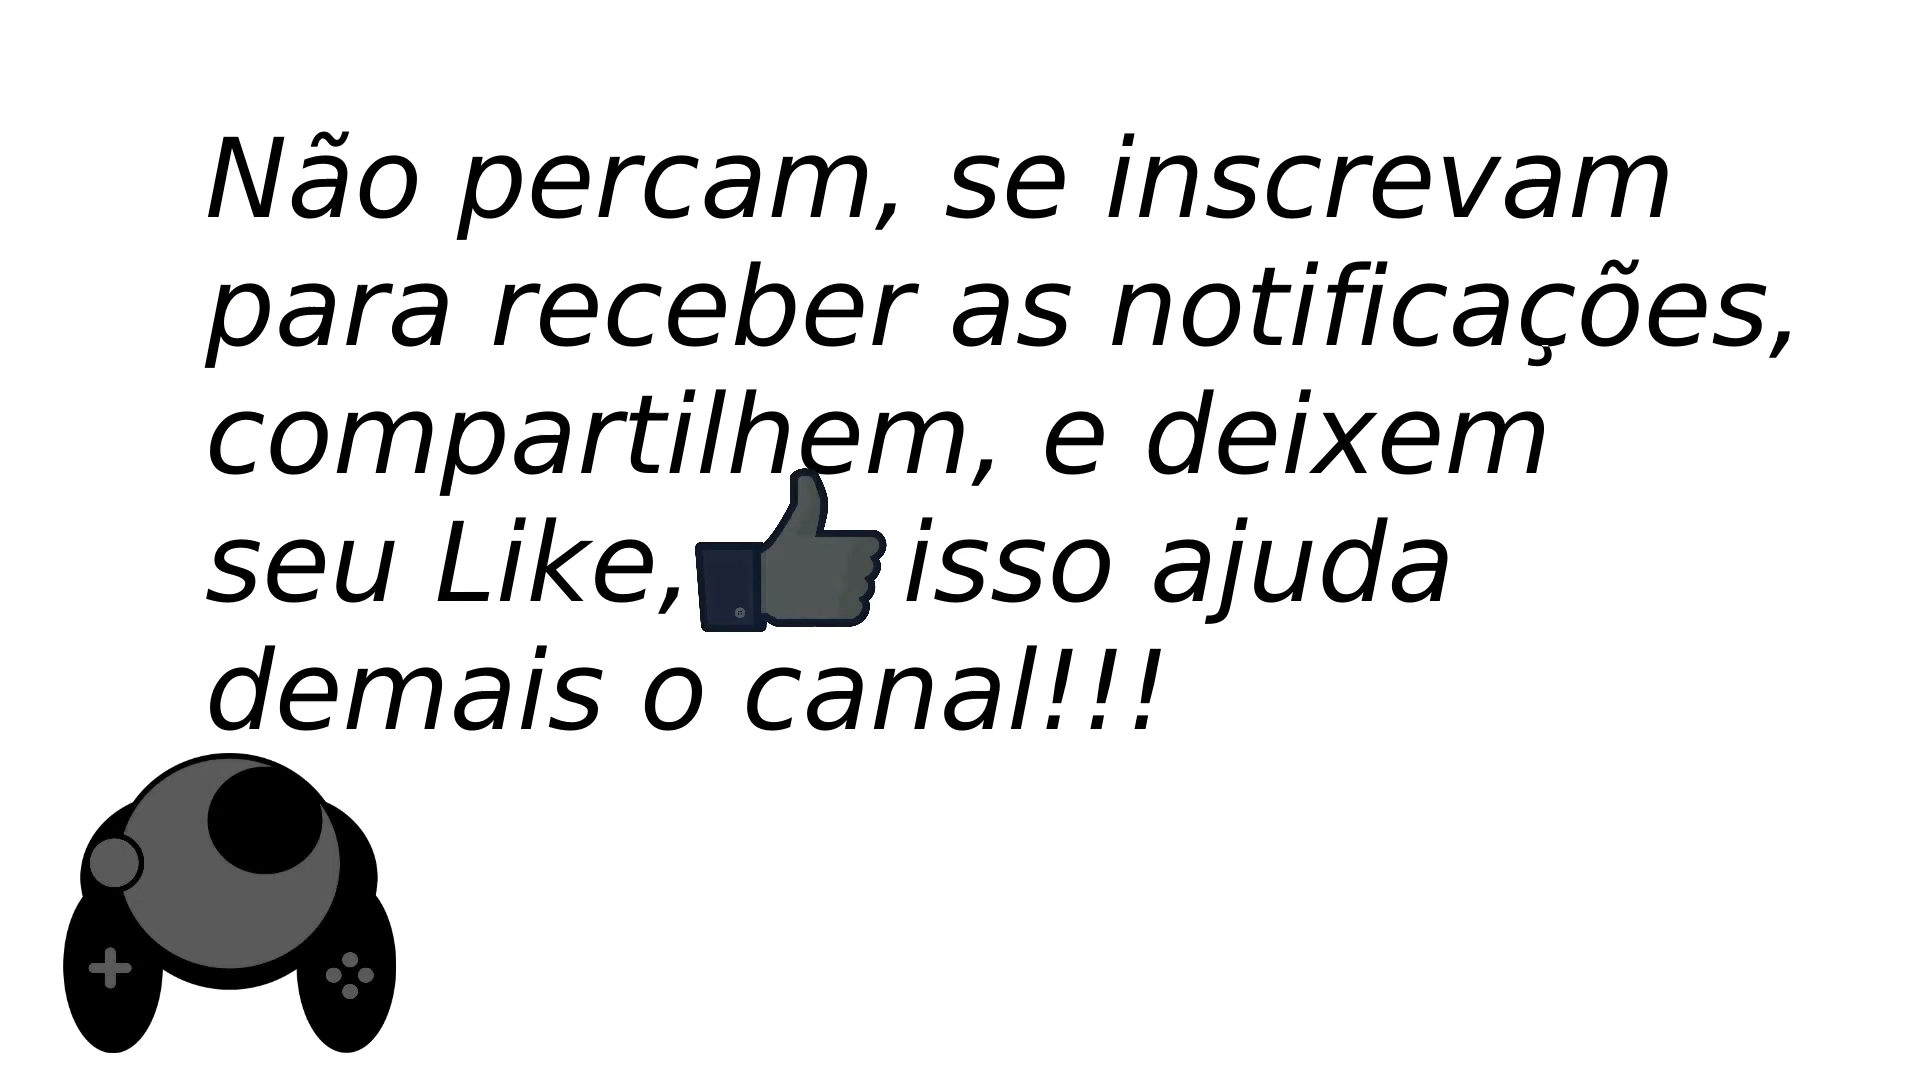 Não percam, se inscrevam
para receber as notificações,
compartilhem, e deixem
seu Like, isso ajuda
demais o canal!!!